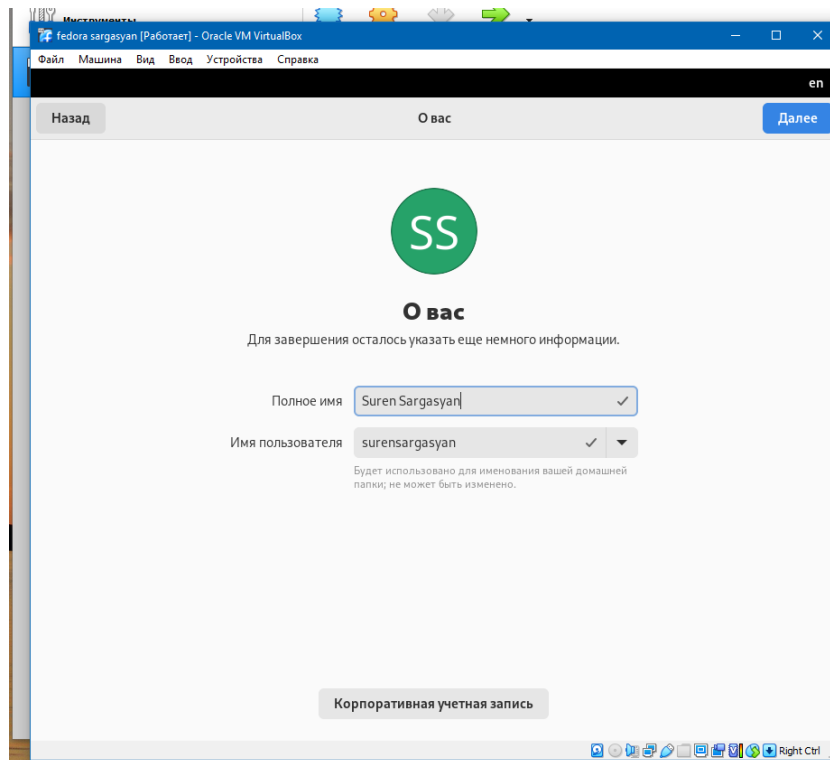 Инструменты
fedora sargasyan [Работает] - Oracle VM VirtualBox
Файл Машина Вид Ввод Устройства Справка
en
Назад О вас Далее
SS
О вас
Для завершения осталось указать еще немного информации.
Полное имя Suren Sargasyan
Имя пользователя surensargasyan
Будет использовано для именования вашей домашней
папки; не может быть изменено.
Корпоративная учетная запись
Right Ctrl